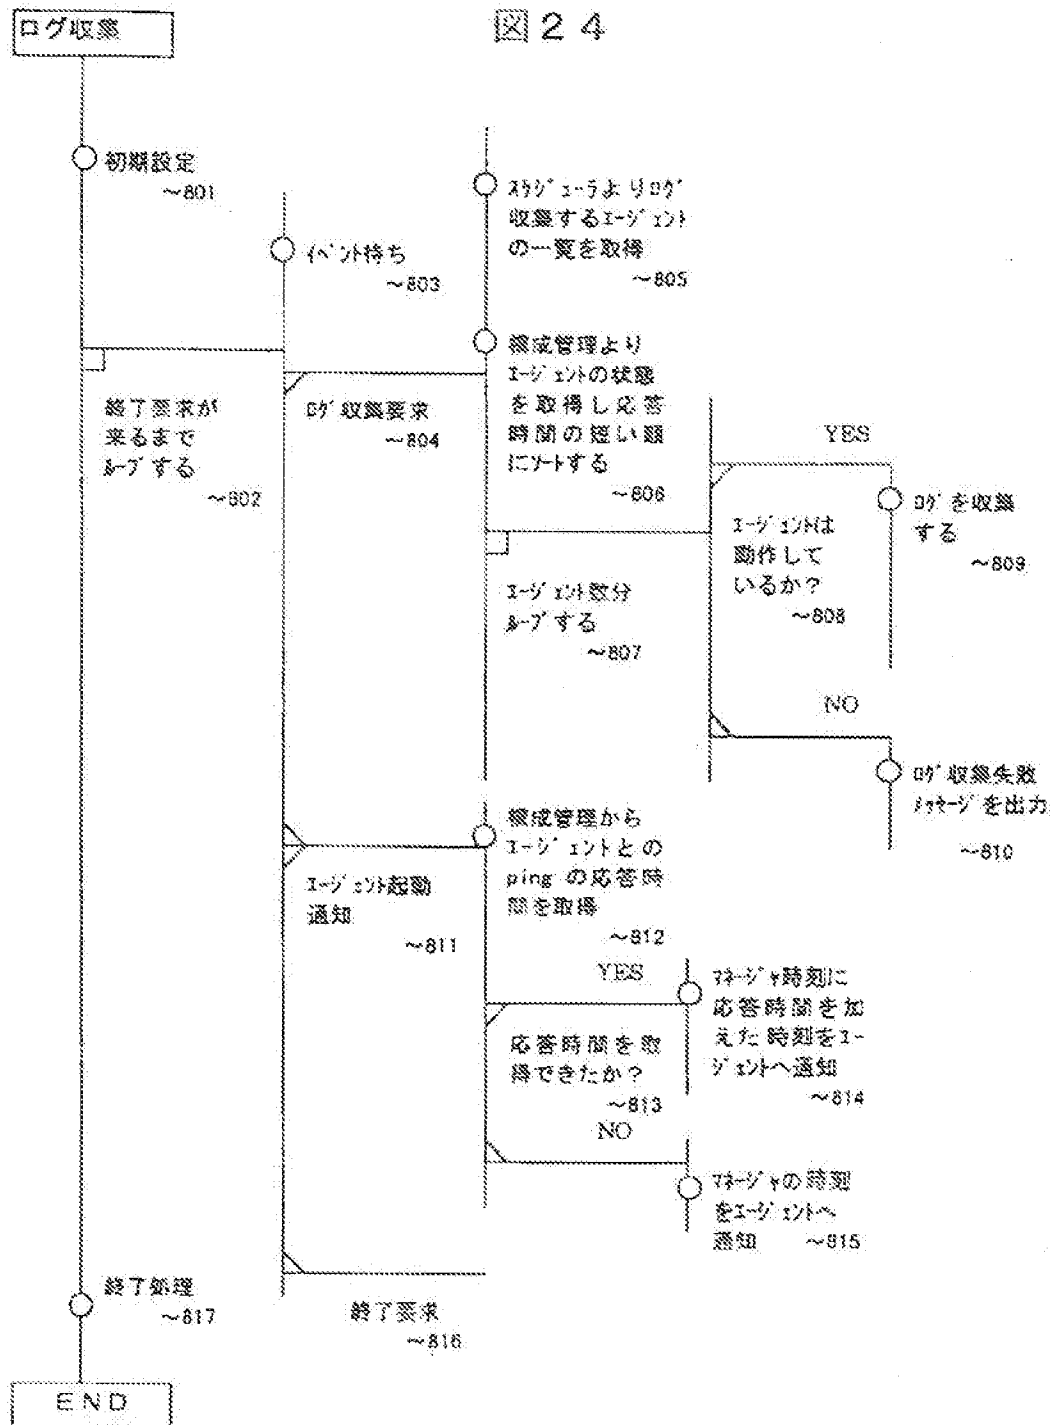 図24
ログ収集
初期設定
~801
イベント待ち
~803
スケジューラよりログ
収集するエージェント
の一覧を取得
~805
構成管理より
エージェントの状態
を取得し応答
時間の短い順
にソートする
~806
終了要求が
来るまで
ループする
~802
ログ収集要求
~804
YES
エージェントは
動作して
いるか?
~808
ログを収集
する
~809
エージェント数分
ループする
~807
NO
ログ収集失敗
メッセージを出力
~810
構成管理から
エージェントとの
pingの応答時
間を取得
~812
エージェント起動
通知
~811
YES
応答時間を取
得できたか?
~813
マネージャ時刻に
応答時間を加
えた時刻をエー
ジェントへ通知
~814
NO
マネージャの時刻
をエージェントへ
通知 ~815
終了処理
~817
終了要求
~816
END